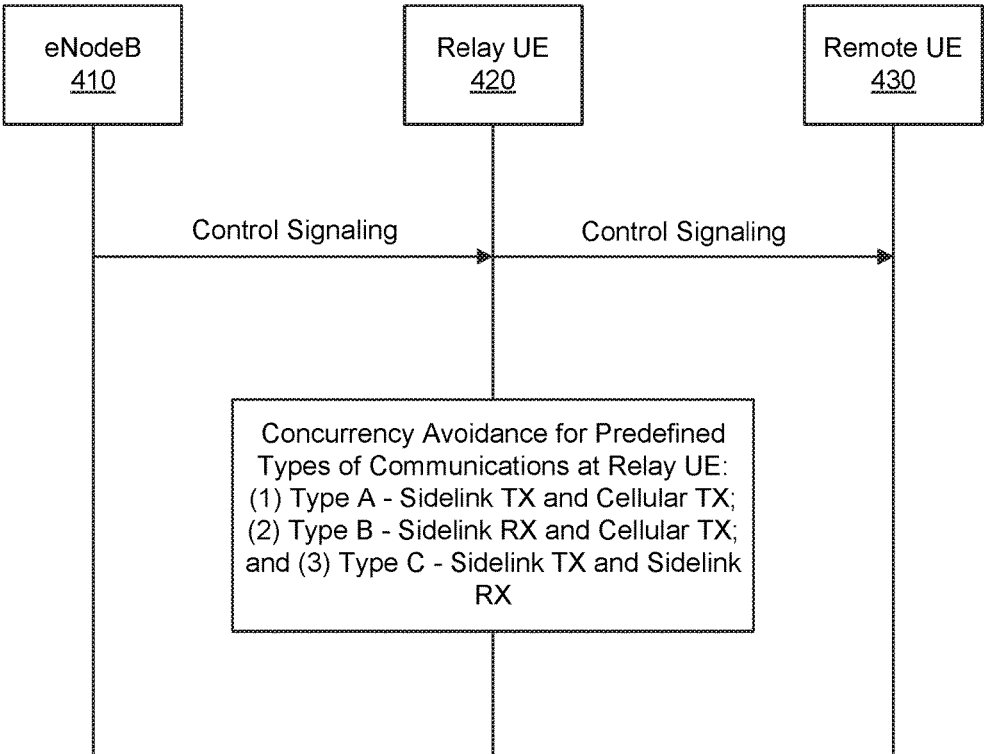 eNodeB
410
Relay UE
420
Remote UE
430
Control Signaling
Control Signaling
Concurrency Avoidance for Predefined
Types of Communications at Relay UE:
(1) Type A - Sidelink TX and Cellular TX;
(2) Type B - Sidelink RX and Cellular TX;
and (3) Type C - Sidelink TX and Sidelink
RX